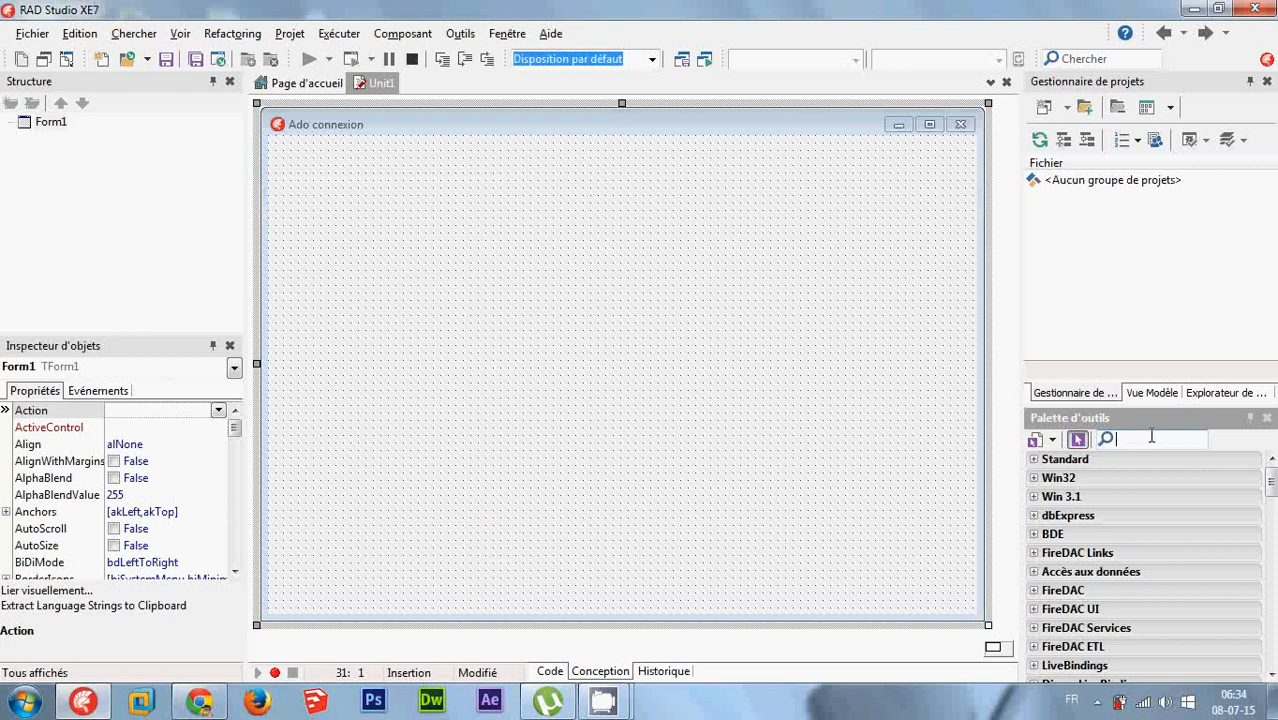 RAD Studio XE7
Fichier Edition Chercher Voir Refactoring Projet Exécuter Composant Outils Fenêtre Aide
Disposition par défaut Chercher
Structure
Form1
Page d'accueil Unit1
Ado connexion
Gestionnaire de projets
Fichier
<Aucun groupe de projets>
Gestionnaire de ... Vue Modèle Explorateur de ...
Palette d'outils
Standard
Win32
Win 3.1
dbExpress
BDE
FireDAC Links
Accès aux données
FireDAC
FireDAC UI
FireDAC Services
FireDAC ETL
LiveBindings
Inspecteur d'objets
Form1 TForm1
Propriétés Evénements
Action
ActiveControl
Align alNone
AlignWithMargins False
AlphaBlend False
AlphaBlendValue 255
Anchors [akLeft,akTop]
AutoScroll False
AutoSize False
BiDiMode bdLeftToRight
BorderIcons
Lier visuellement...
Extract Language Strings to Clipboard
Action
Tous affichés
31: 1 Insertion Modifié Code Conception Historique
Ps Dw Ae FR 06:34
08-07-15